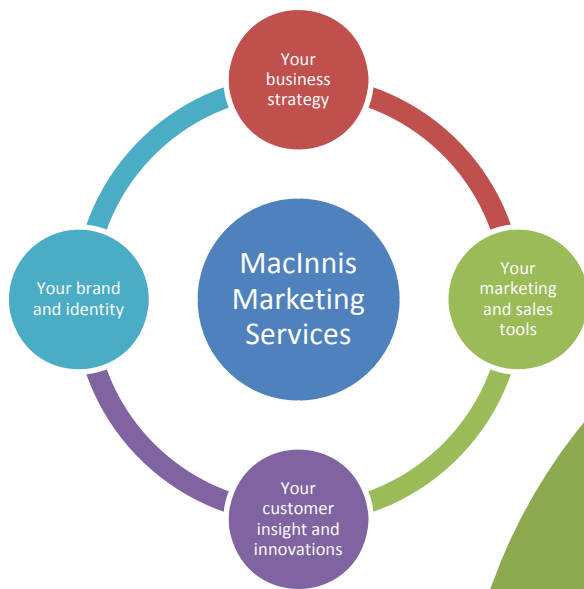 Your
business
strategy
Your brand
and identity
MacInnis
Marketing
Services
Your
marketing
and sales
tools
Your
customer
insight and
innovations